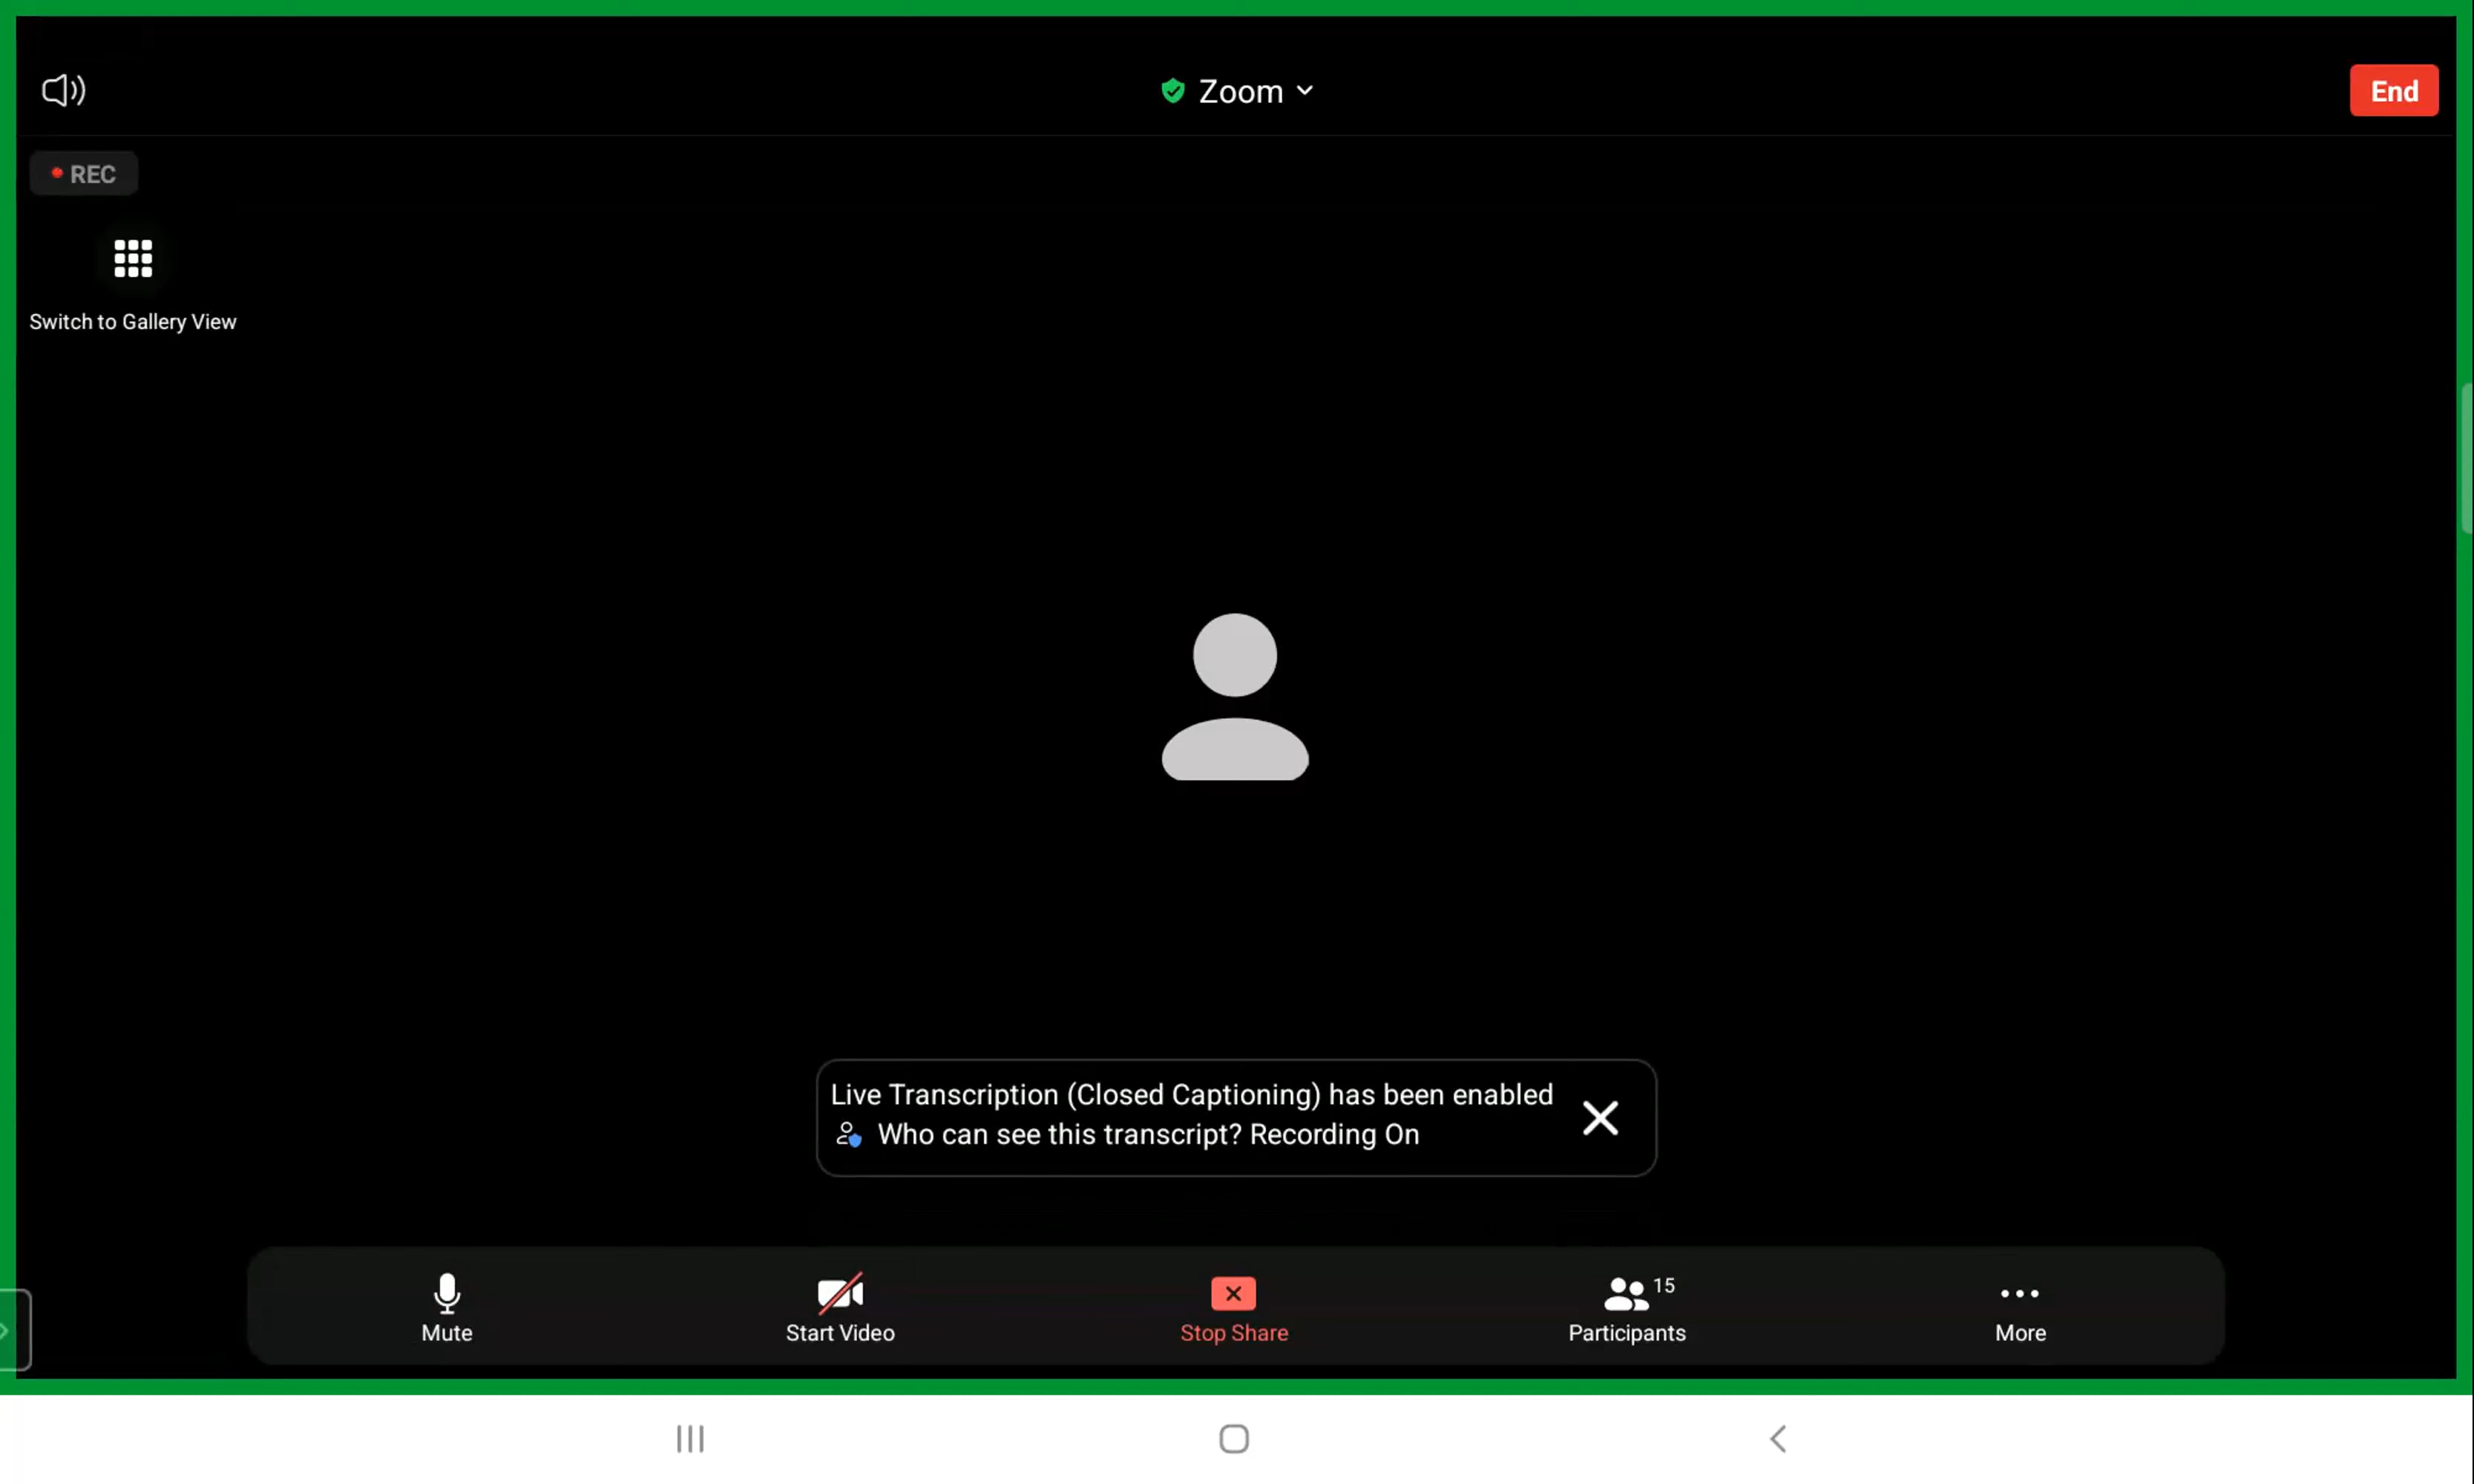 Zoom
End
REC
Switch to Gallery View
Live Transcription (Closed Captioning) has been enabled
Who can see this transcript? Recording On
15
Mute
Start Video
Stop Share
Participants
More